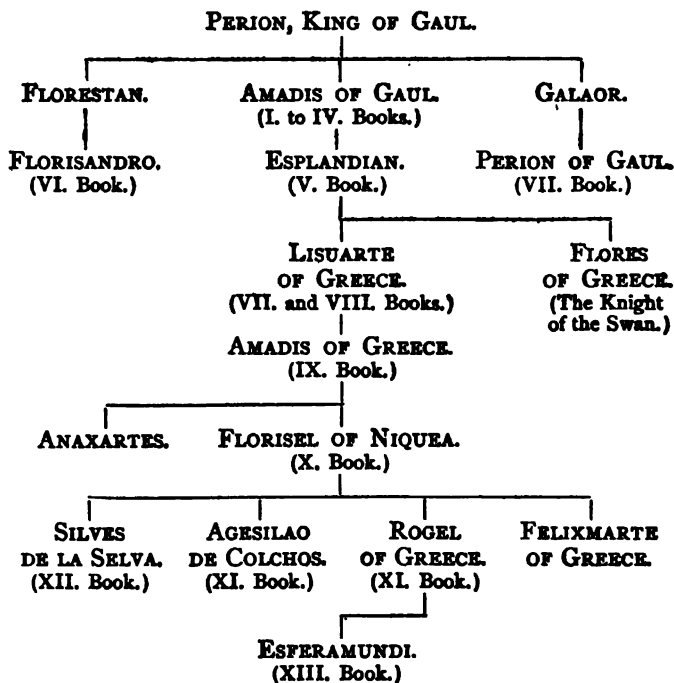 PERION, KING OF GAUL.
FLORESTAN. AMADIS OF GAUL. GALAOR.
(I. to IV. Books.)
FLORISANDRO. ESPLANDIAN. PERION OF GAUL.
(VI. Book.) (V. Book.) (VII. Book.)
LISUARTE FLORES
OF GREECE. OF GREECE.
(VII. and VIII. Books.) (The Knight
of the Swan.)
AMADIS OF GREECE.
(IX. Book.)
ANAXARTES. FLORISEL OF NIQUEA.
(X. Book.)
SILVES AGESILAO ROGEL FELIXMARTE
DE LA SELVA. DE COLCHOS. OF GREECE. OF GREECE.
(XII. Book.) (XI. Book.) (XI. Book.)
ESFERAMUNDI.
(XIII. Book.)